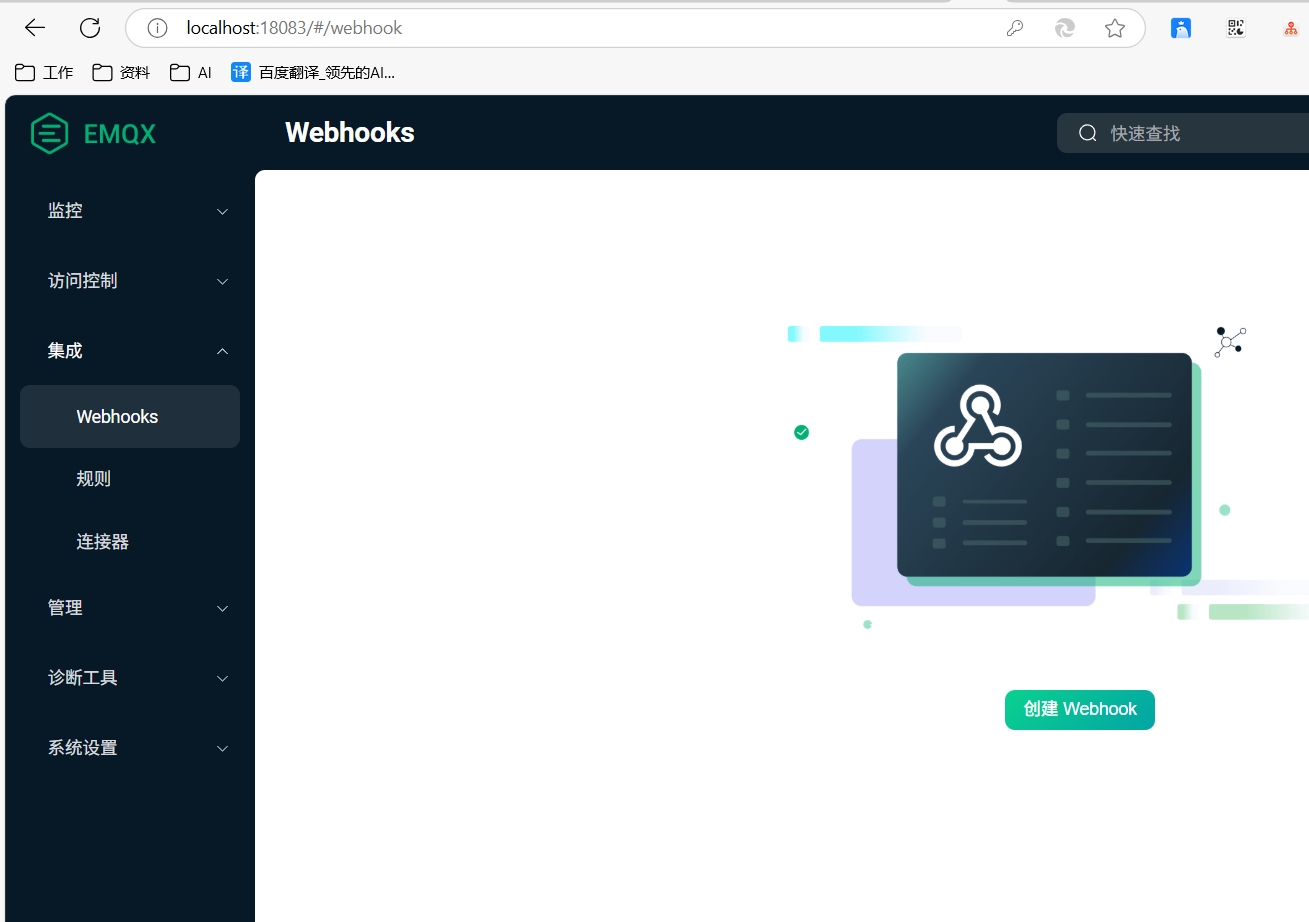 localhost:18083/#/webhook
工作 资料 AI 译 百度翻译_领先的AI...
EMQX
Webhooks
快速查找
监控
访问控制
集成
Webhooks
规则
连接器
管理
诊断工具
系统设置
创建 Webhook